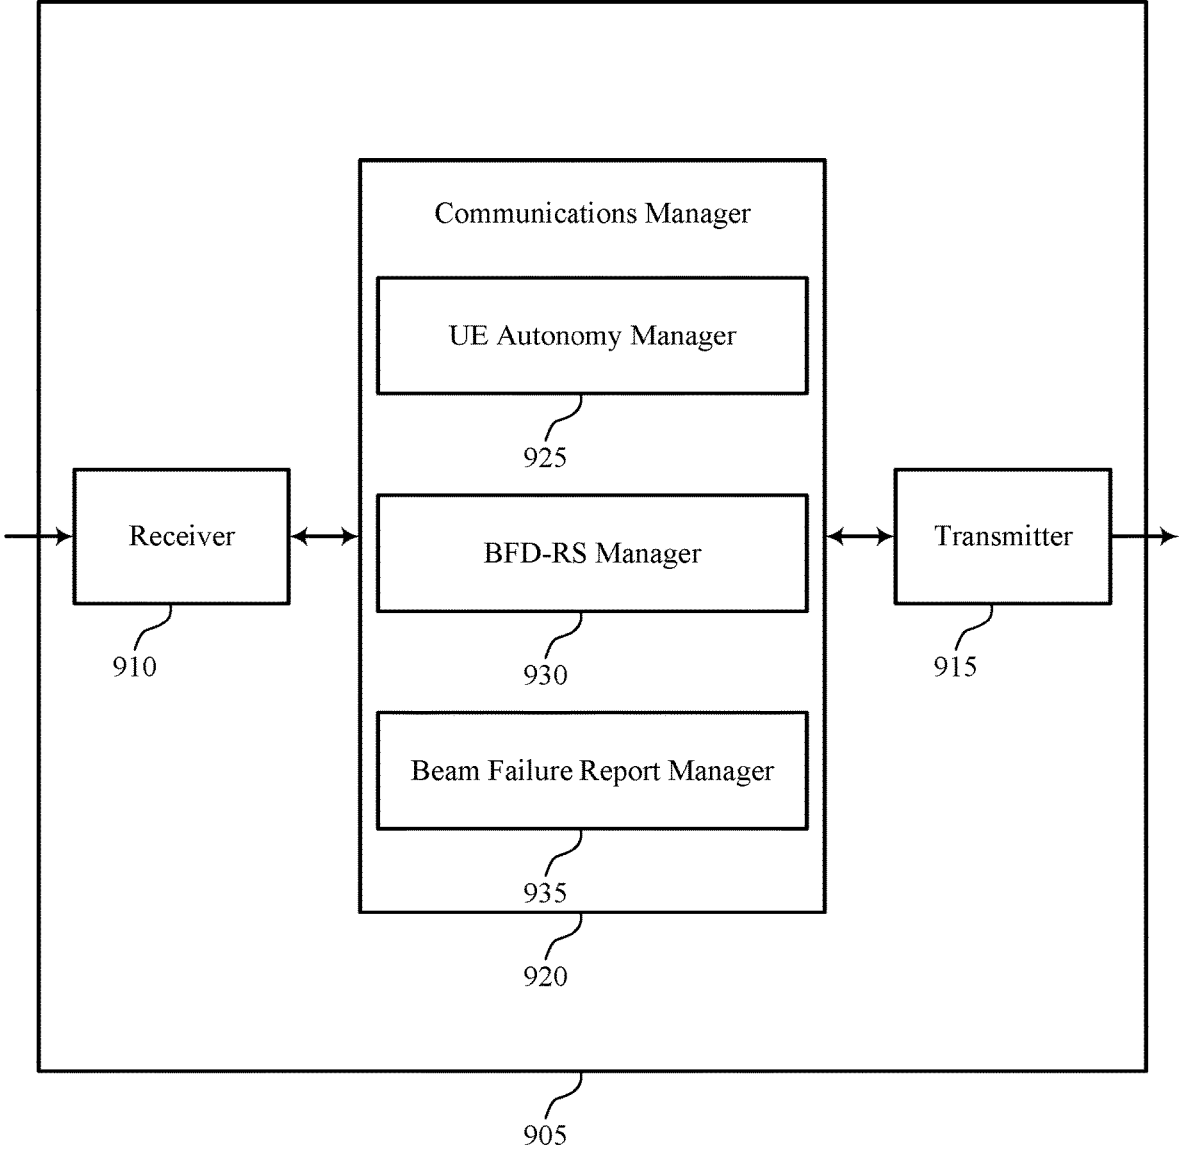 Communications Manager
UE Autonomy Manager
925
Receiver
910
BFD-RS Manager
930
Transmitter
915
Beam Failure Report Manager
935
920
905